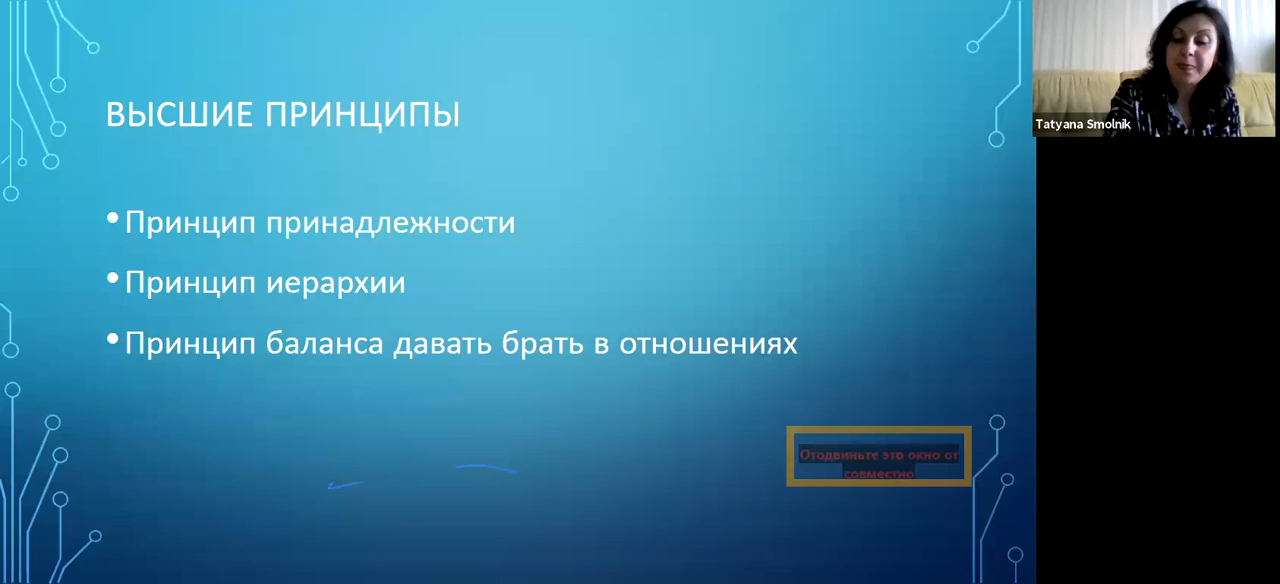 ВЫСШИЕ ПРИНЦИПЫ
Tatyana Smolnik
•Принцип принадлежности
•Принцип иерархии
•Принцип баланса давать брать в отношениях
Отодвиньте это окно от
совместно